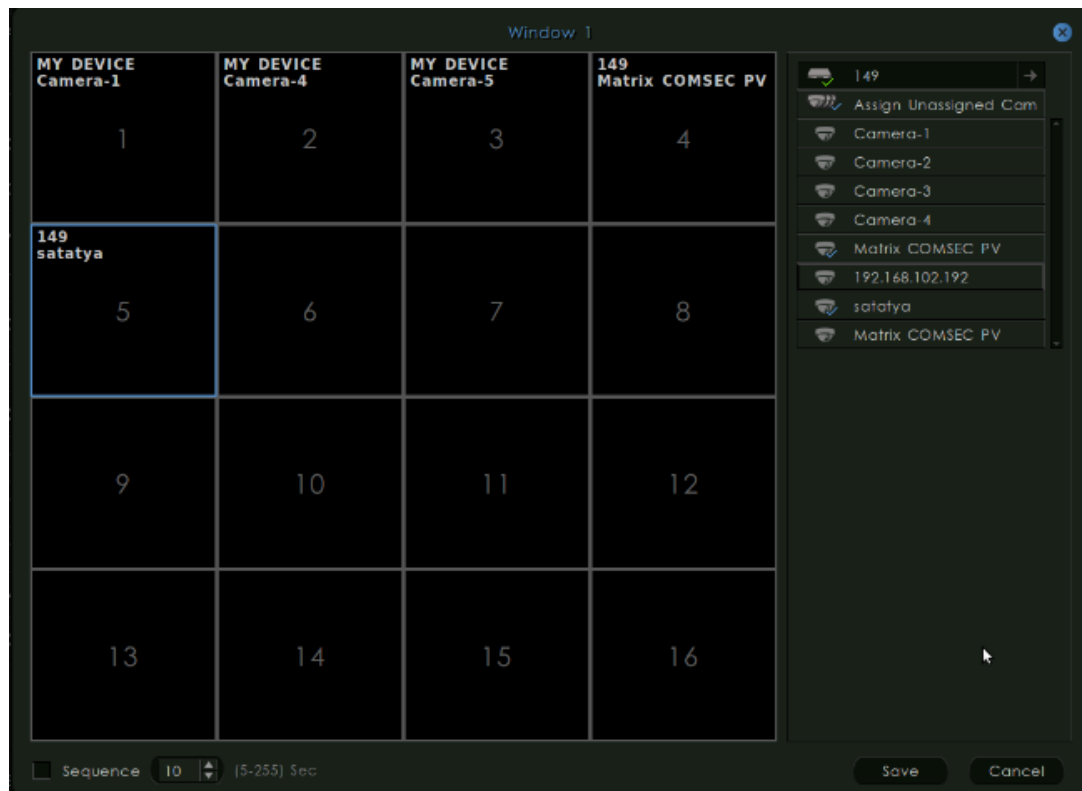 Window 1
MY DEVICE
Camera-1
1
MY DEVICE
Camera-4
2
MY DEVICE
Camera-5
3
149
Matrix COMSEC PV
4
149
satatya
5
6
7
8
9
10
11
12
13
14
15
16
149
Assign Unassigned Cam
Camera-1
Camera-2
Camera-3
Camera-4
Matrix COMSEC PV
192.168.102.192
satatya
Matrix COMSEC PV
Sequence 10 (5-255) Sec
Save Cancel